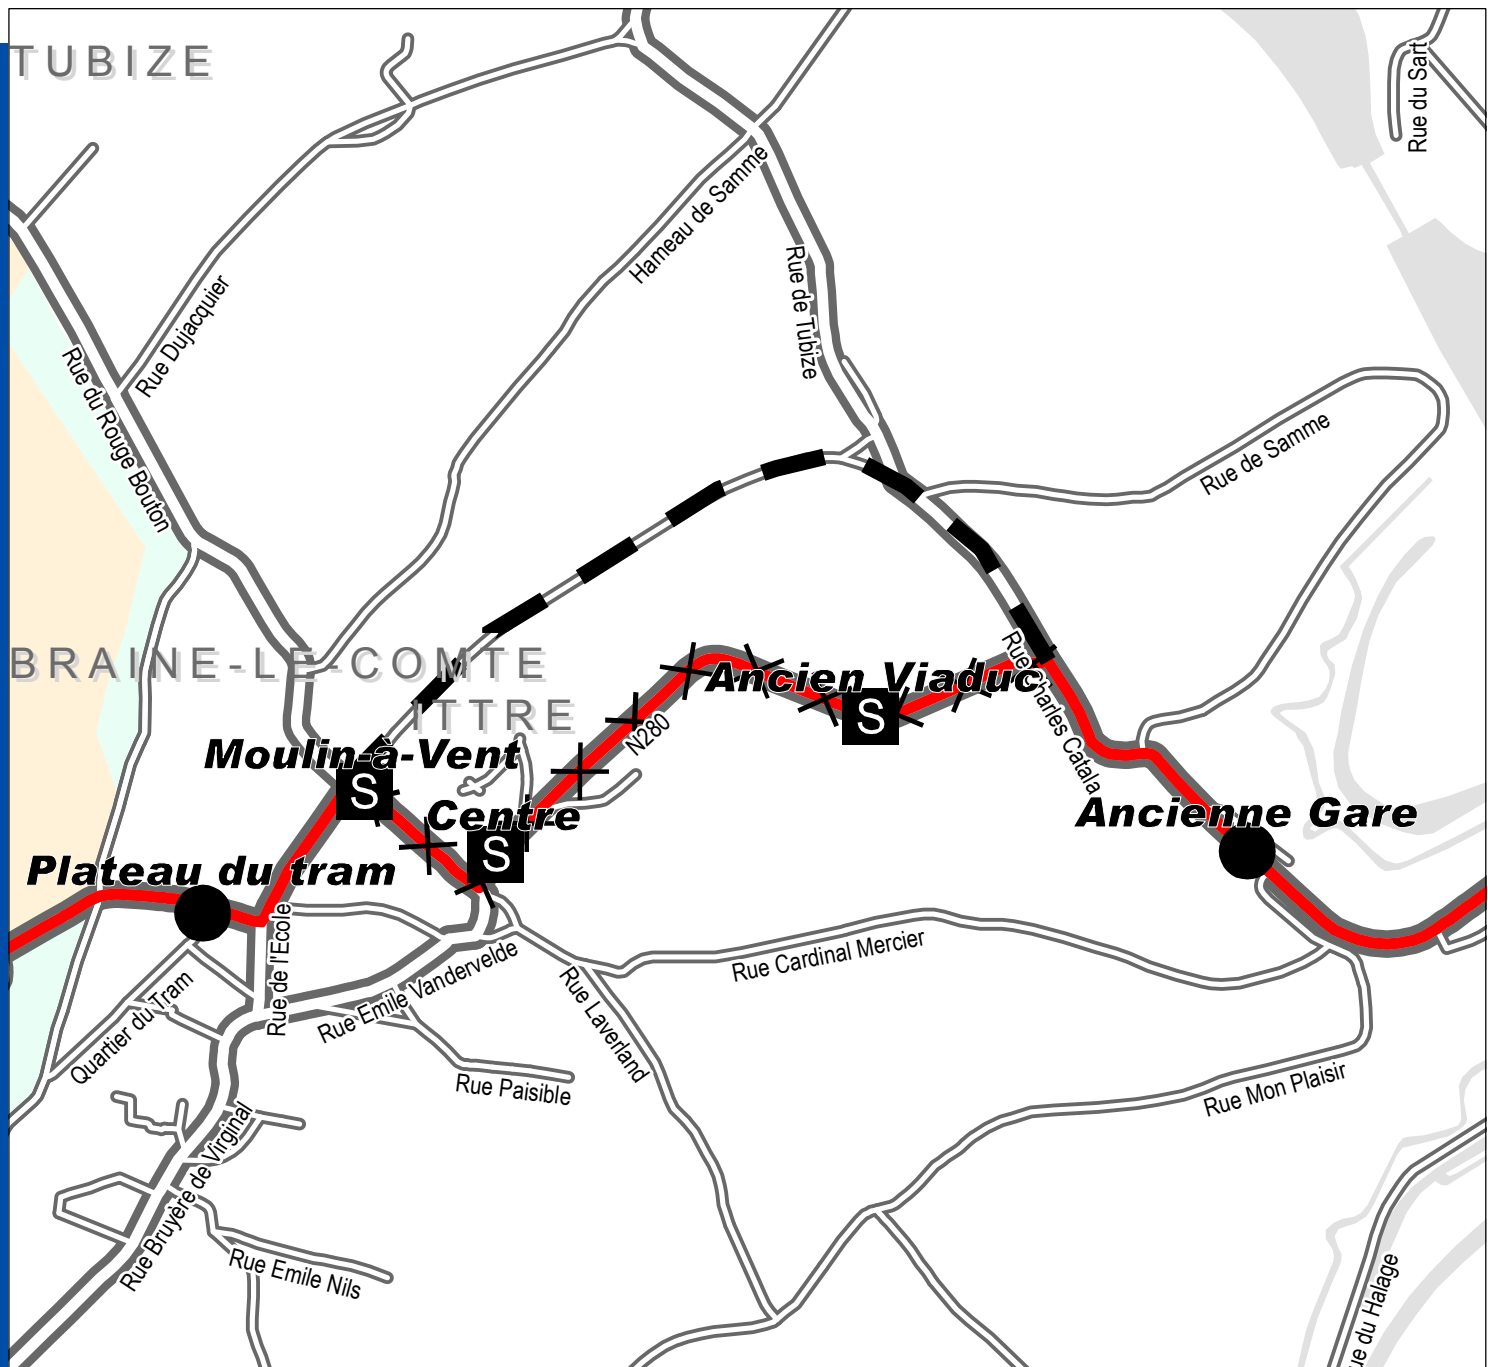 TUBIZE
Rue du Sart
Hameau de Samme
Rue de Tubize
Rue Dujacquier
Rue du Rouge Bouton
Rue de Samme
BRAINE-LE-COMTE
ITTRE
Ancien Viaduc
Rue Charles Catala
N280
Moulin-à-Vent
S
S
Centre
S
Ancienne Gare
Plateau du tram
Rue de l'Ecole
Rue Emile Vandervelde
Rue Cardinal Mercier
Quartier du Tram
Rue Laverland
Rue Paisible
Rue Mon Plaisir
Rue Bruyère de Virginal
Rue Emile Nils
ue du Halage